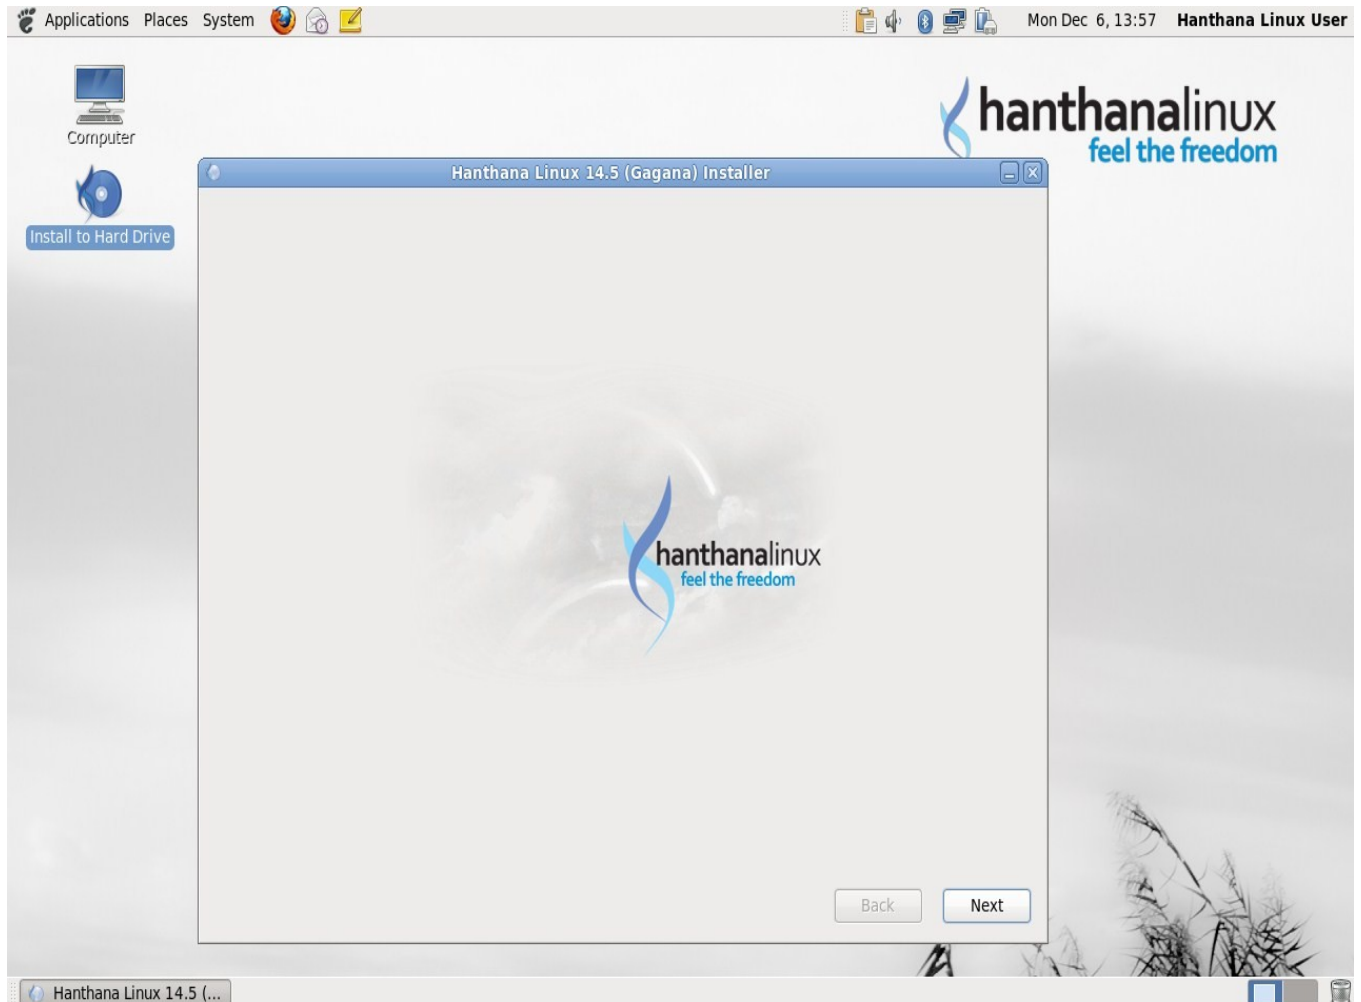 Applications Places System Mon Dec 6, 13:57 Hanthana Linux User
Computer
hanthanalinux
feel the freedom
Install to Hard Drive
Hanthana Linux 14.5 (Gagana) Installer
hanthanalinux
feel the freedom
Back Next
Hanthana Linux 14.5 (...